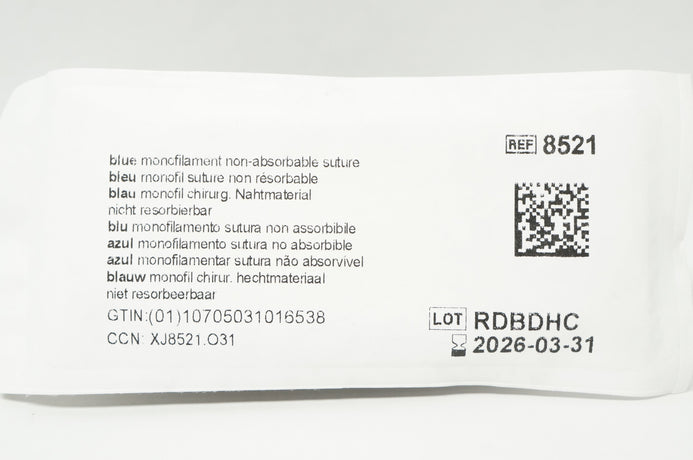 blue monofilament non-absorbable suture
bleu monofil suture non résorbable
blau monofil chirurg. Nahtmaterial
nicht resorbierbar
blu monofilamento sutura non assorbibile
azul monofilamento sutura no absorbible
azul monofilamentar sutura não absorvível
blauw monofil chirur. hechtmateriaal
niet resorbeerbaar
GTIN:(01)10705031016538
CCN: XJ8521.O31
REF 8521
LOT RDBDHC
2026-03-31